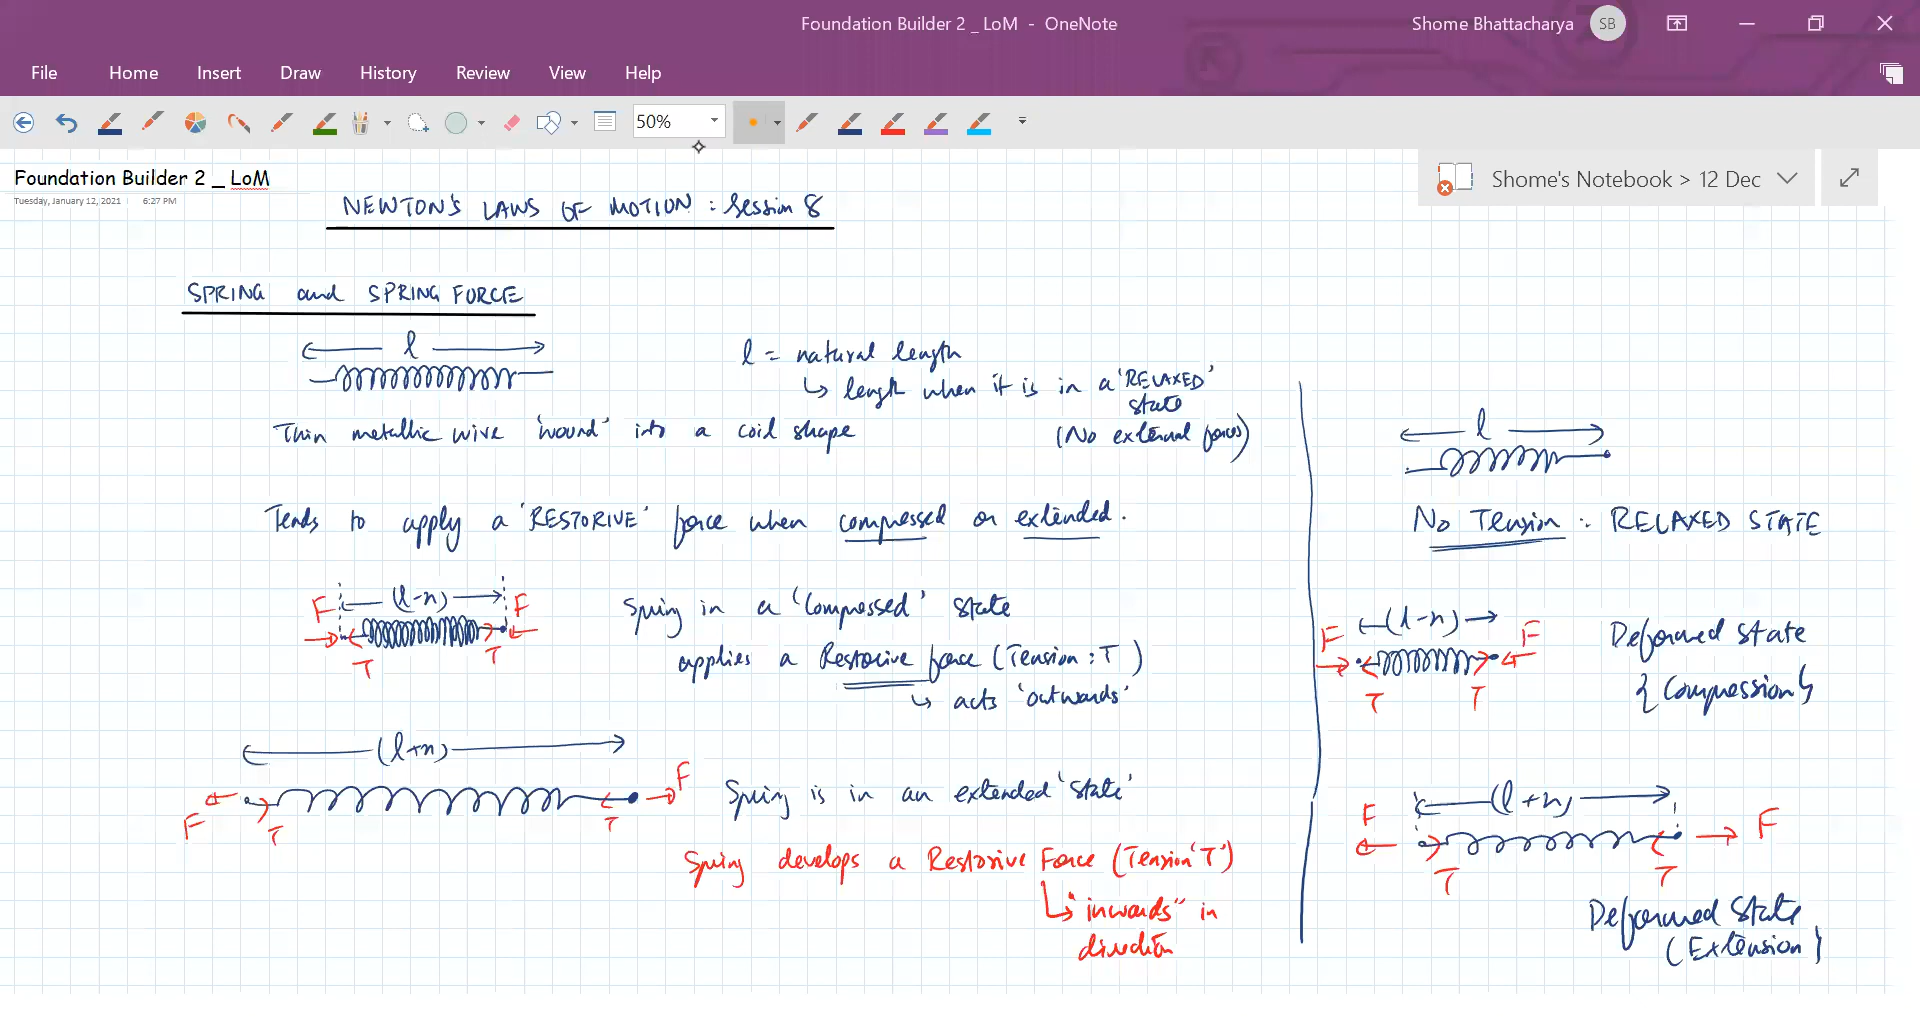 Foundation Builder 2 _ LoM - OneNote
Shome Bhattacharya
SB
File Home Insert Draw History Review View Help
50%
Foundation Builder 2 _ LoM
Tuesday, January 12, 2021 6:27 PM
Shome's Notebook > 12 Dec
NEWTON'S LAWS OF MOTION : Session 8
SPRING and SPRING FORCE
l
l = natural length
↳ length when it is in a 'RELAXED' state
(No external forces)
Thin metallic wire 'wound' into a coil shape
Tends to apply a 'RESTORIVE' force when compressed or extended.
F (l-x) F
T T
Spring in a 'Compressed' state
applies a Restorive force (Tension : T)
↳ acts 'outwards'
(l+x)
F T T F
Spring is in an extended 'State'
Spring develops a Restorive Force (Tension 'T')
↳ "inwards" in
direction
l
No Tension : RELAXED STATE
F (l-x) F
T T
Deformed State
{Compression}
(l+x)
F T T F
Deformed State
(Extension)